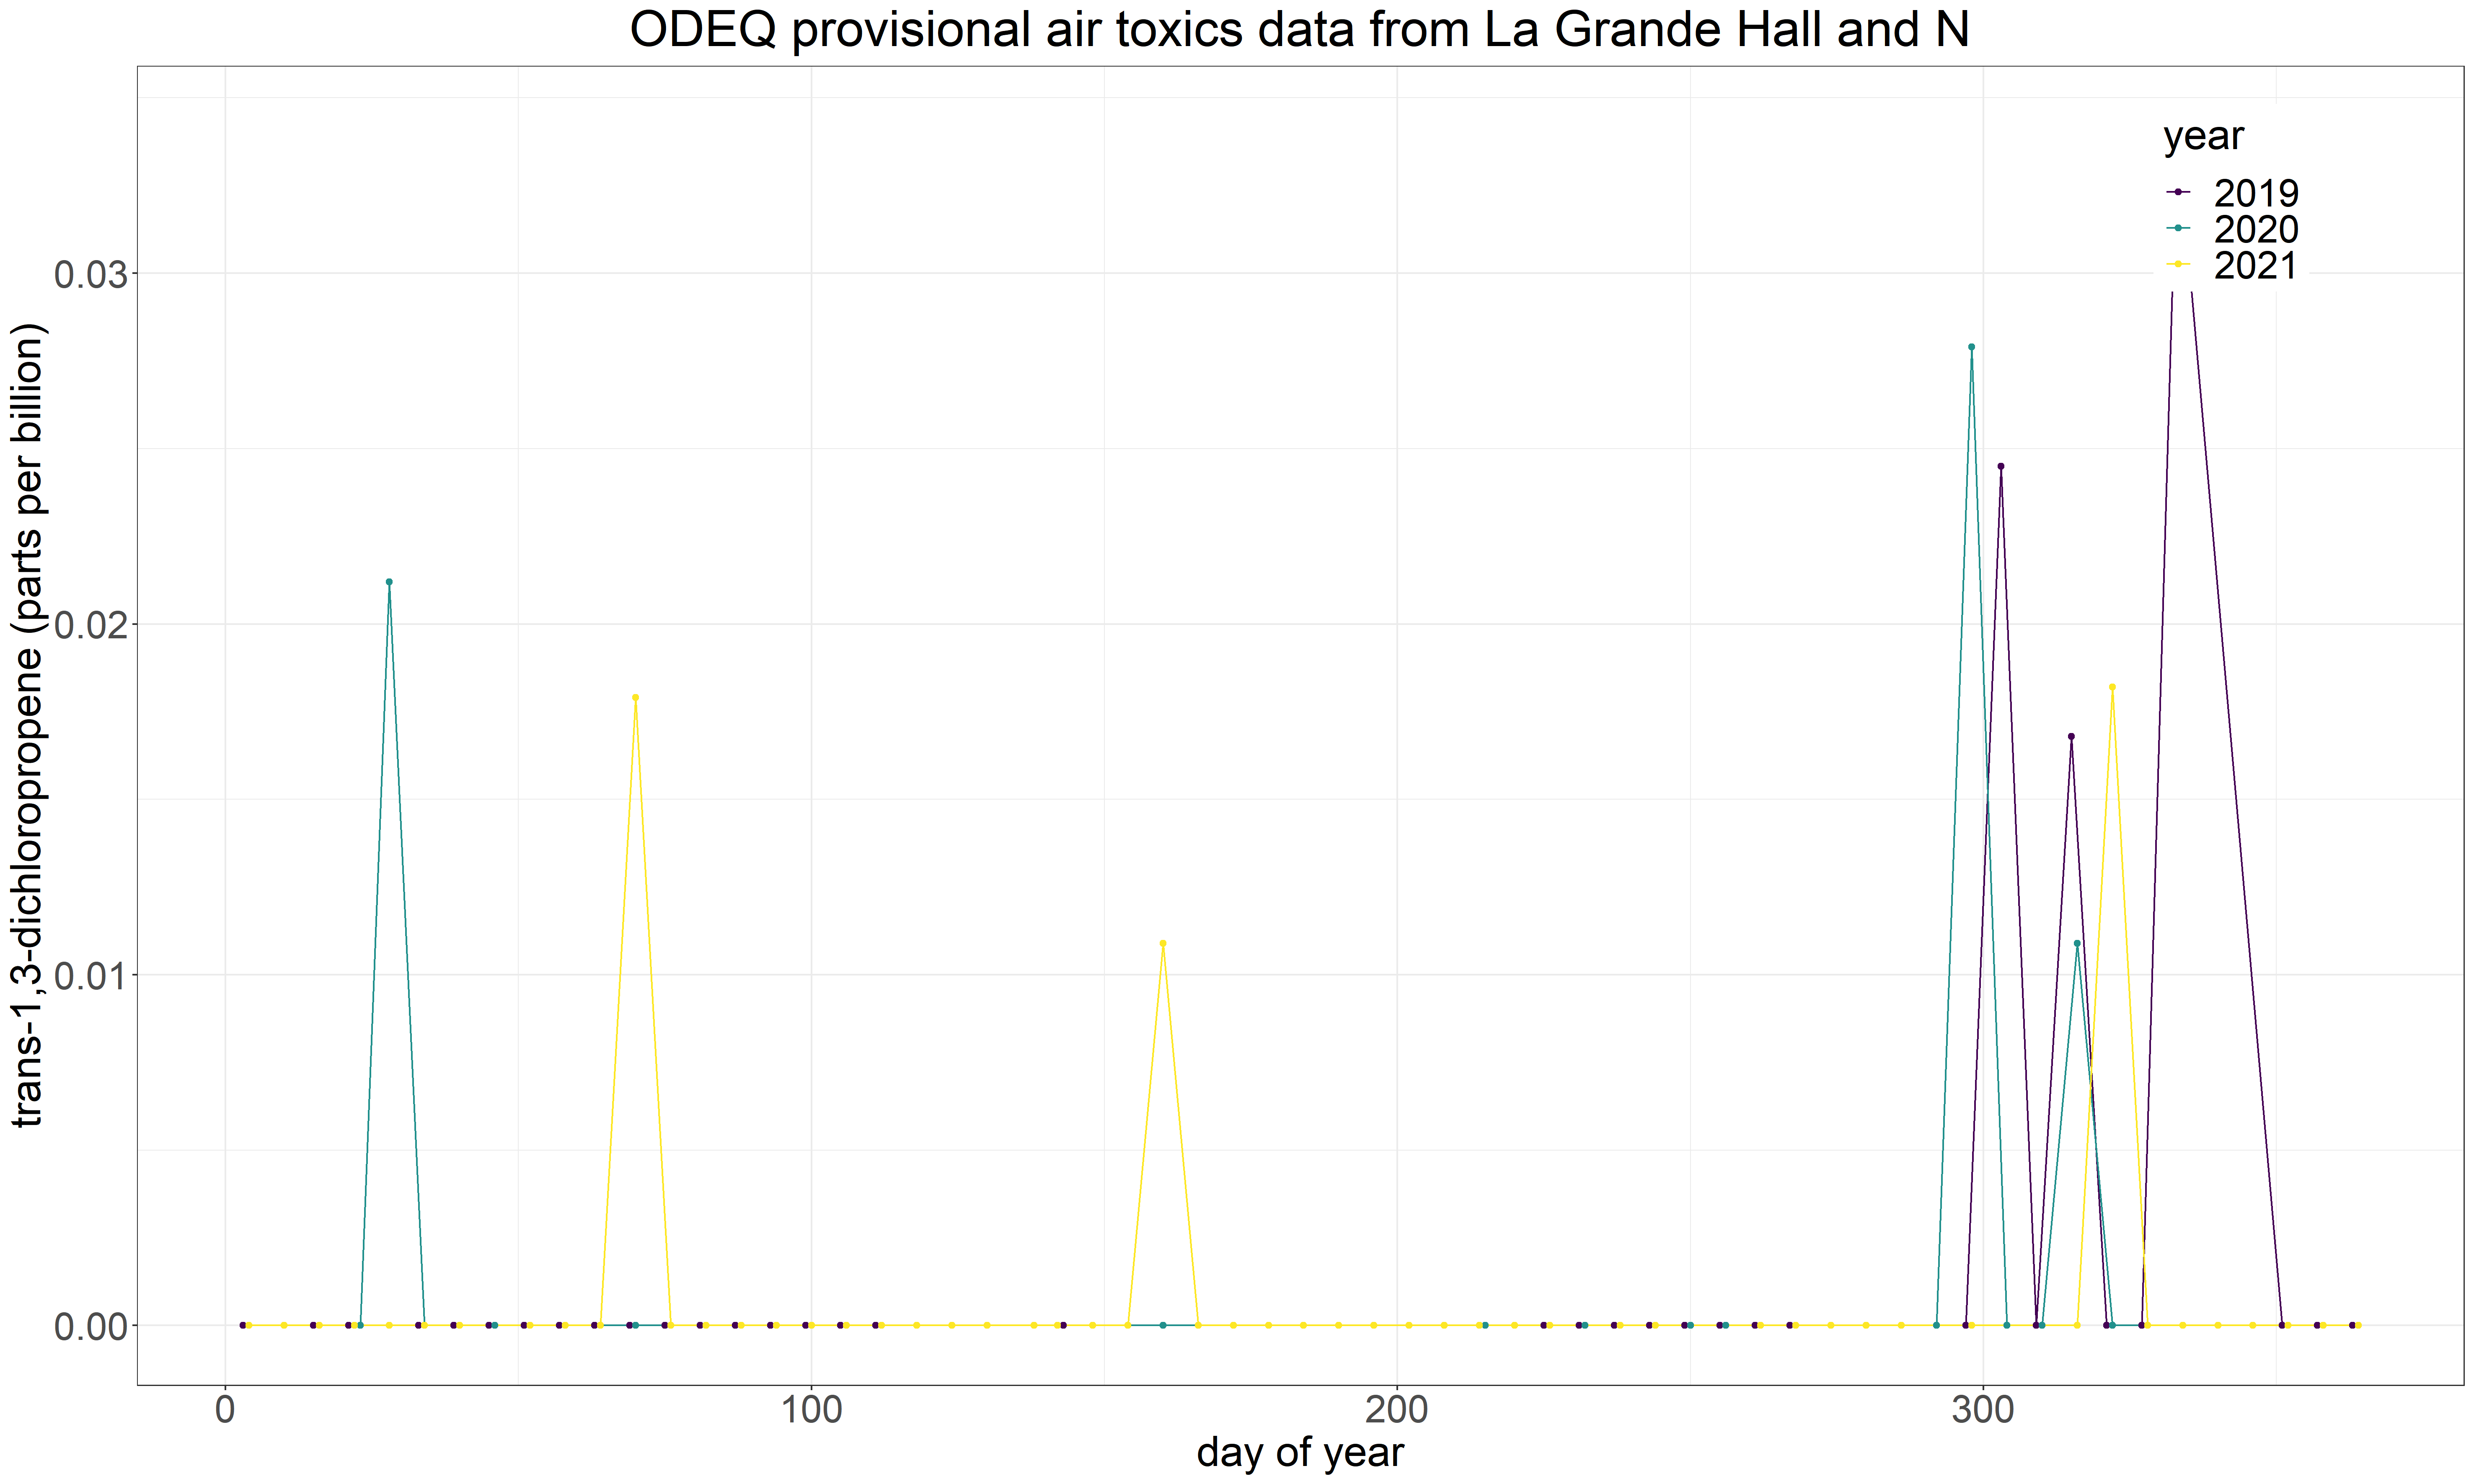 ODEQ provisional air toxics data from La Grande Hall and N
trans-1,3-dichloropropene (parts per billion)
0.03
0.02
0.01
0.00
year
2019
2020
2021
0
100
200
300
day of year